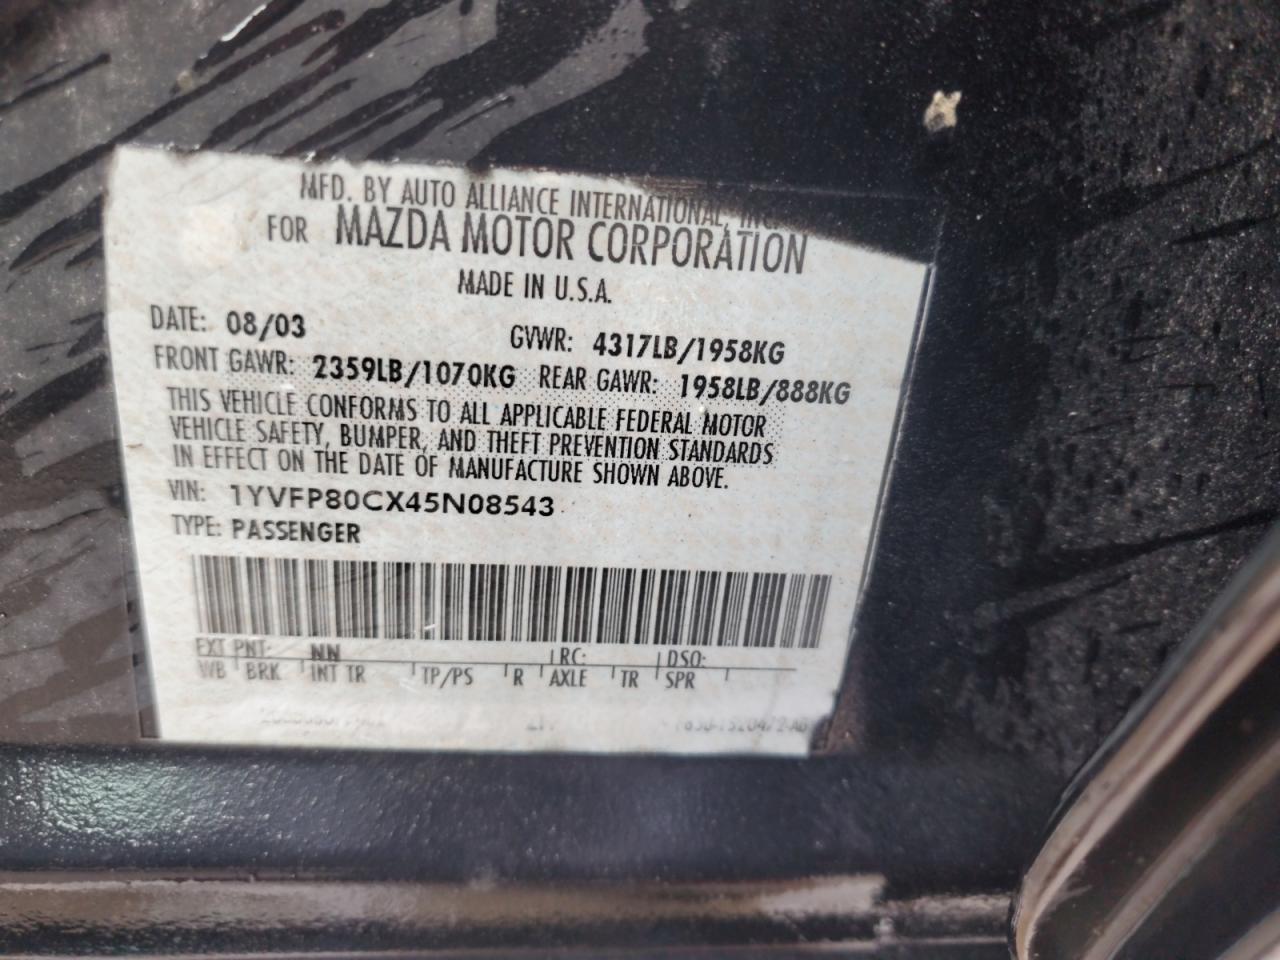 MFD. BY AUTO ALLIANCE INTERNATIONAL, INC.
FOR MAZDA MOTOR CORPORATION
MADE IN U.S.A.
DATE: 08/03 GVWR: 4317LB/1958KG
FRONT GAWR: 2359LB/1070KG REAR GAWR: 1958LB/888KG
THIS VEHICLE CONFORMS TO ALL APPLICABLE FEDERAL MOTOR
VEHICLE SAFETY, BUMPER, AND THEFT PREVENTION STANDARDS
IN EFFECT ON THE DATE OF MANUFACTURE SHOWN ABOVE.
VIN: 1YVFP80CX45N08543
TYPE: PASSENGER
EXT PNT: NN RC: DSO:
WB BRK INT TR TP/PS R AXLE TR SPR